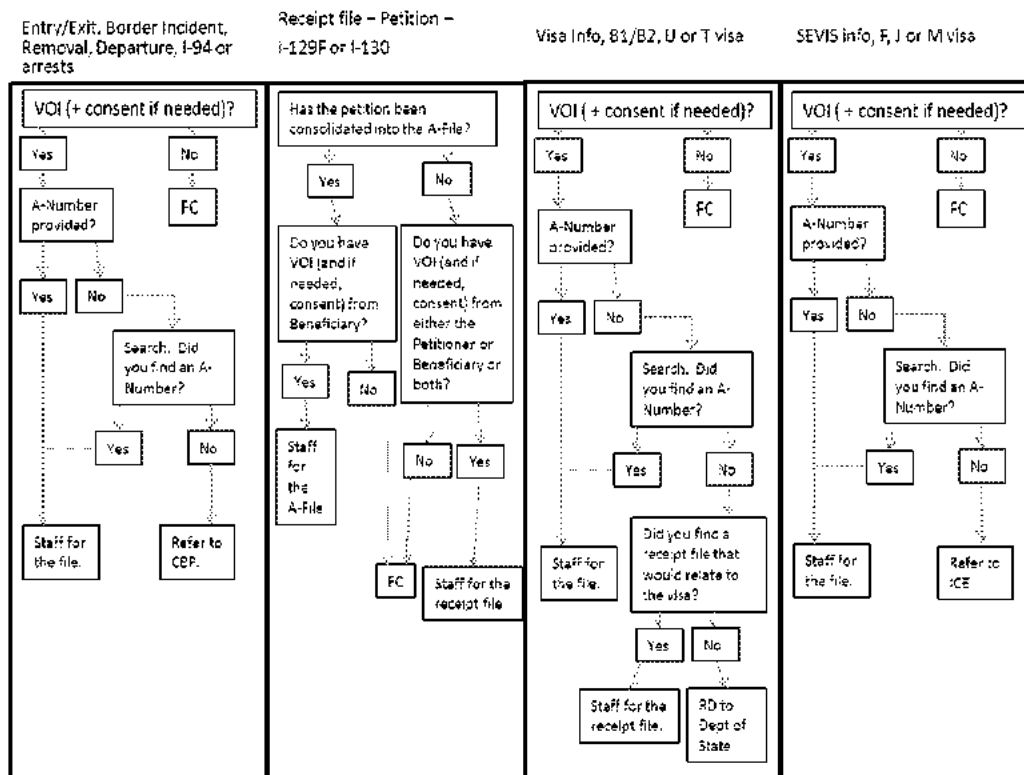 Entry/Exit, Border Incident,
Removal, Departure, I-94 or
arrests
VOI (+ consent if needed)?
Yes
No
A-Number
provided?
FC
Yes
No
Search. Did
you find an A-
Number?
Yes
No
Staff for
the file.
Refer to
CBP.
Receipt file – Petition –
I-129F or I-130
Has the petition been
consolidated into the A-File?
Yes
No
Do you have
VOI (and if
needed,
consent) from
Beneficiary?
Do you have
VOI (and if
needed,
consent) from
either the
Petitioner or
Beneficiary or
both?
Yes
No
Staff
for
the
A-File
No
Yes
FC
Staff for the
receipt file
Visa Info, B1/B2, U or T visa
VOI ( + consent if needed)?
Yes
No
FC
A-Number
provided?
Yes
No
Search. Did
you find an A-
Number?
Yes
No
Staff for
the file.
Did you find a
receipt file that
would relate to
the visa?
Yes
No
Staff for the
receipt file.
RD to
Dept of
State
SEVIS info, F, J or M visa
VOI ( + consent if needed)?
Yes
No
FC
A-Number
provided?
Yes
No
Search. Did
you find an A-
Number?
Yes
No
Staff for
the file.
Refer to
ICE